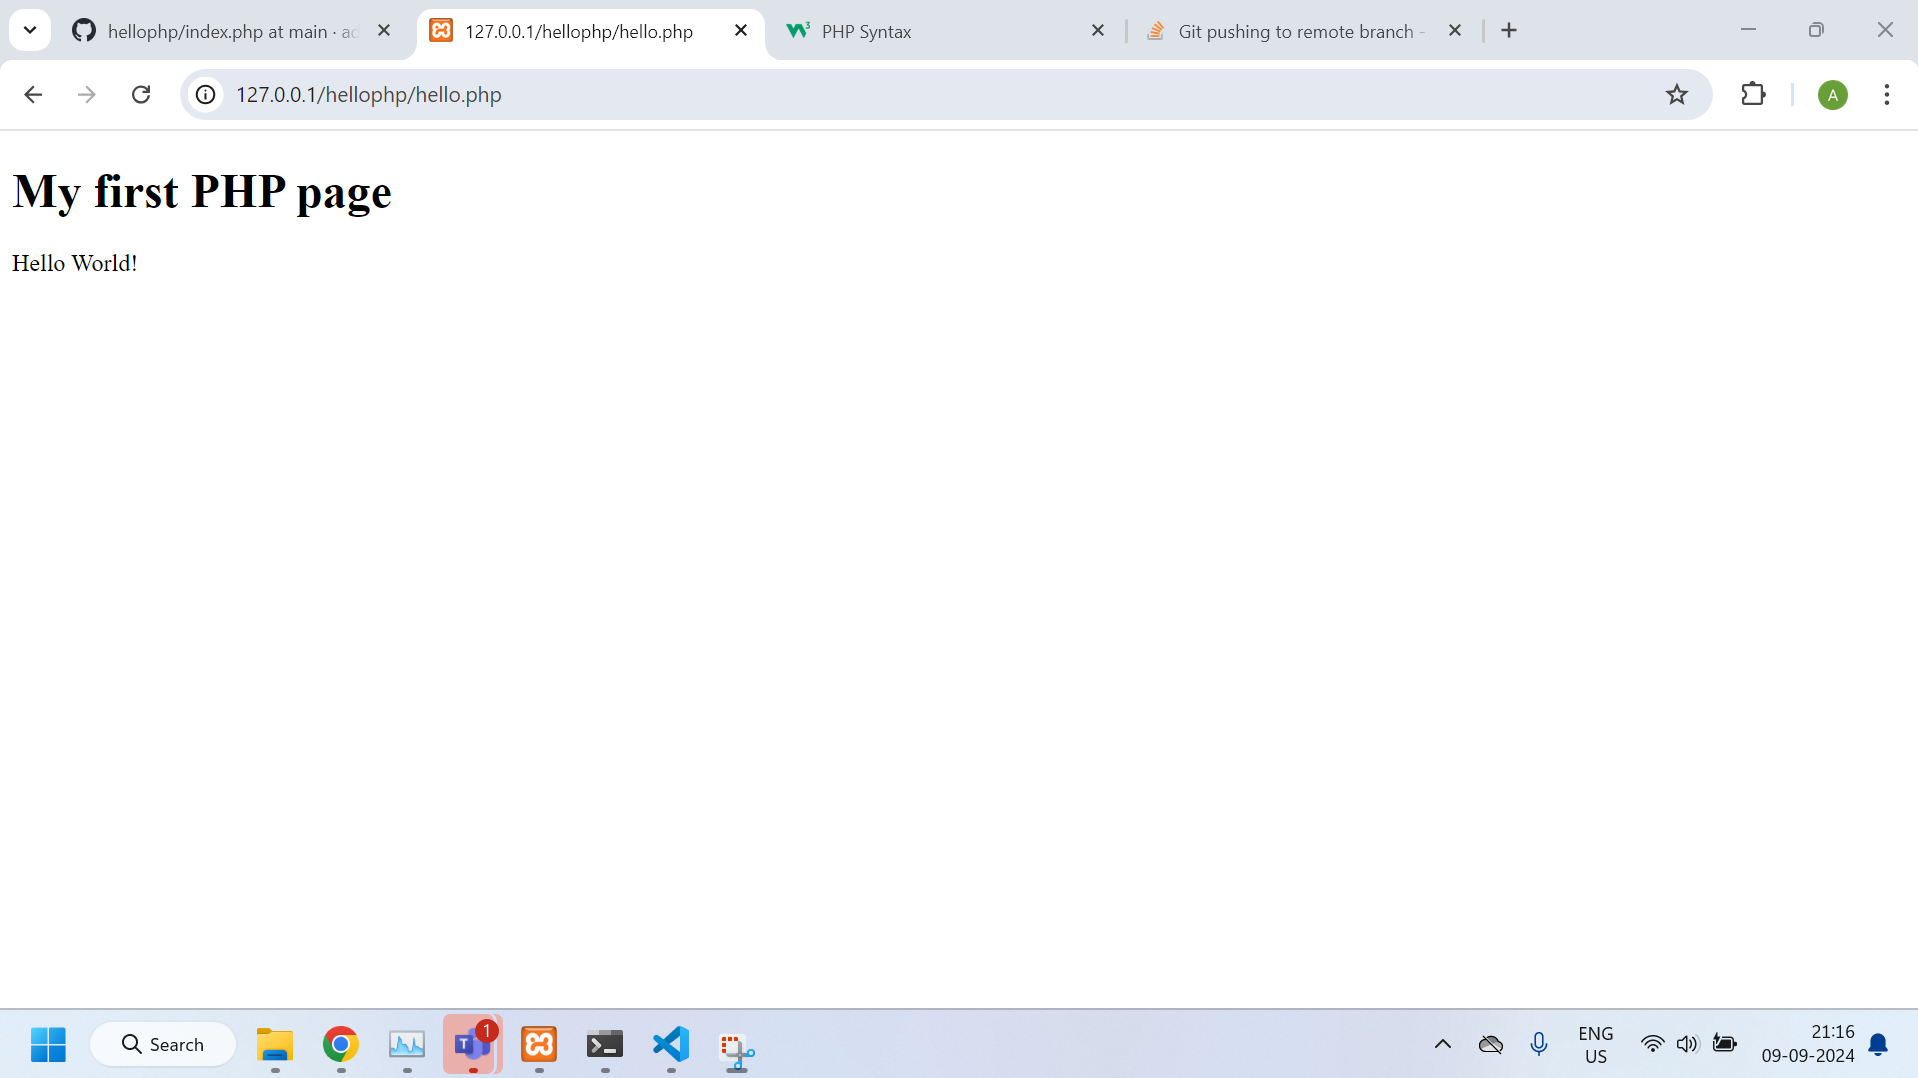 hellophp/index.php at main · ad
127.0.0.1/hellophp/hello.php
W3
PHP Syntax
Git pushing to remote branch -
127.0.0.1/hellophp/hello.php
A
My first PHP page
Hello World!
Search
T
1
ENG
US
21:16
09-09-2024